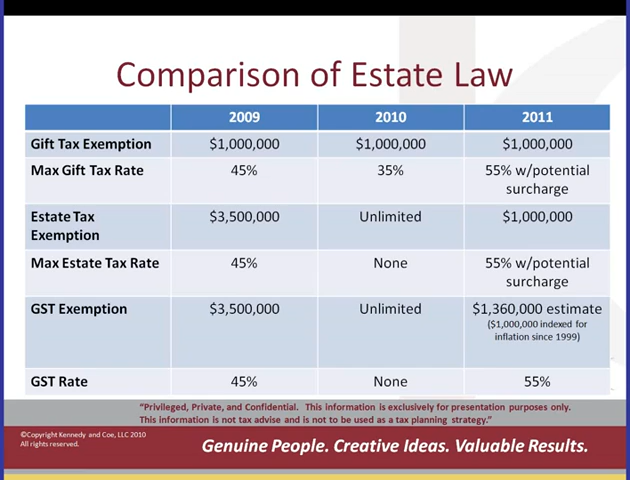 Comparison of Estate Law
2009 2010 2011
Gift Tax Exemption $1,000,000 $1,000,000 $1,000,000
Max Gift Tax Rate 45% 35% 55% w/potential
surcharge
Estate Tax $3,500,000 Unlimited $1,000,000
Exemption
Max Estate Tax Rate 45% None 55% w/potential
surcharge
GST Exemption $3,500,000 Unlimited $1,360,000 estimate
($1,000,000 indexed for
inflation since 1999)
GST Rate 45% None 55%
“Privileged, Private, and Confidential. This information is exclusively for presentation purposes only.
This information is not tax advise and is not to be used as a tax planning strategy.”
©Copyright Kennedy and Coe, LLC 2010
All rights reserved.
Genuine People. Creative Ideas. Valuable Results.